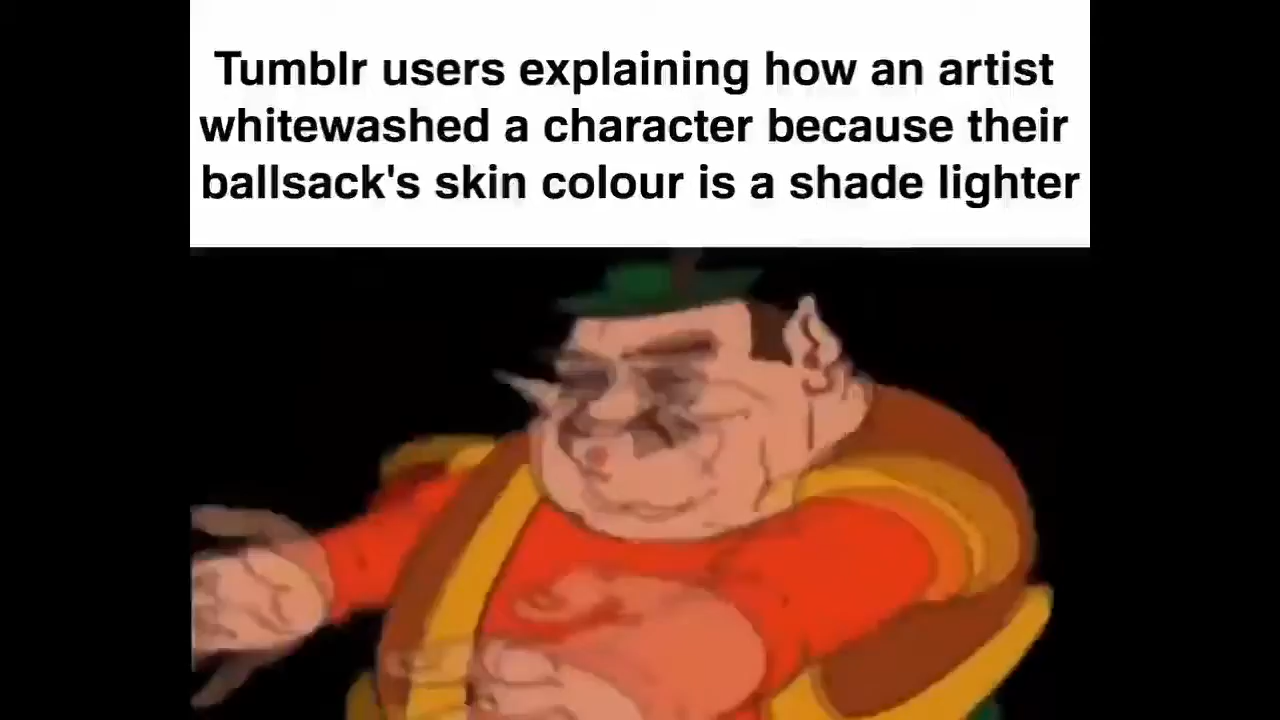 Tumblr users explaining how an artist
whitewashed a character because their
ballsack's skin colour is a shade lighter